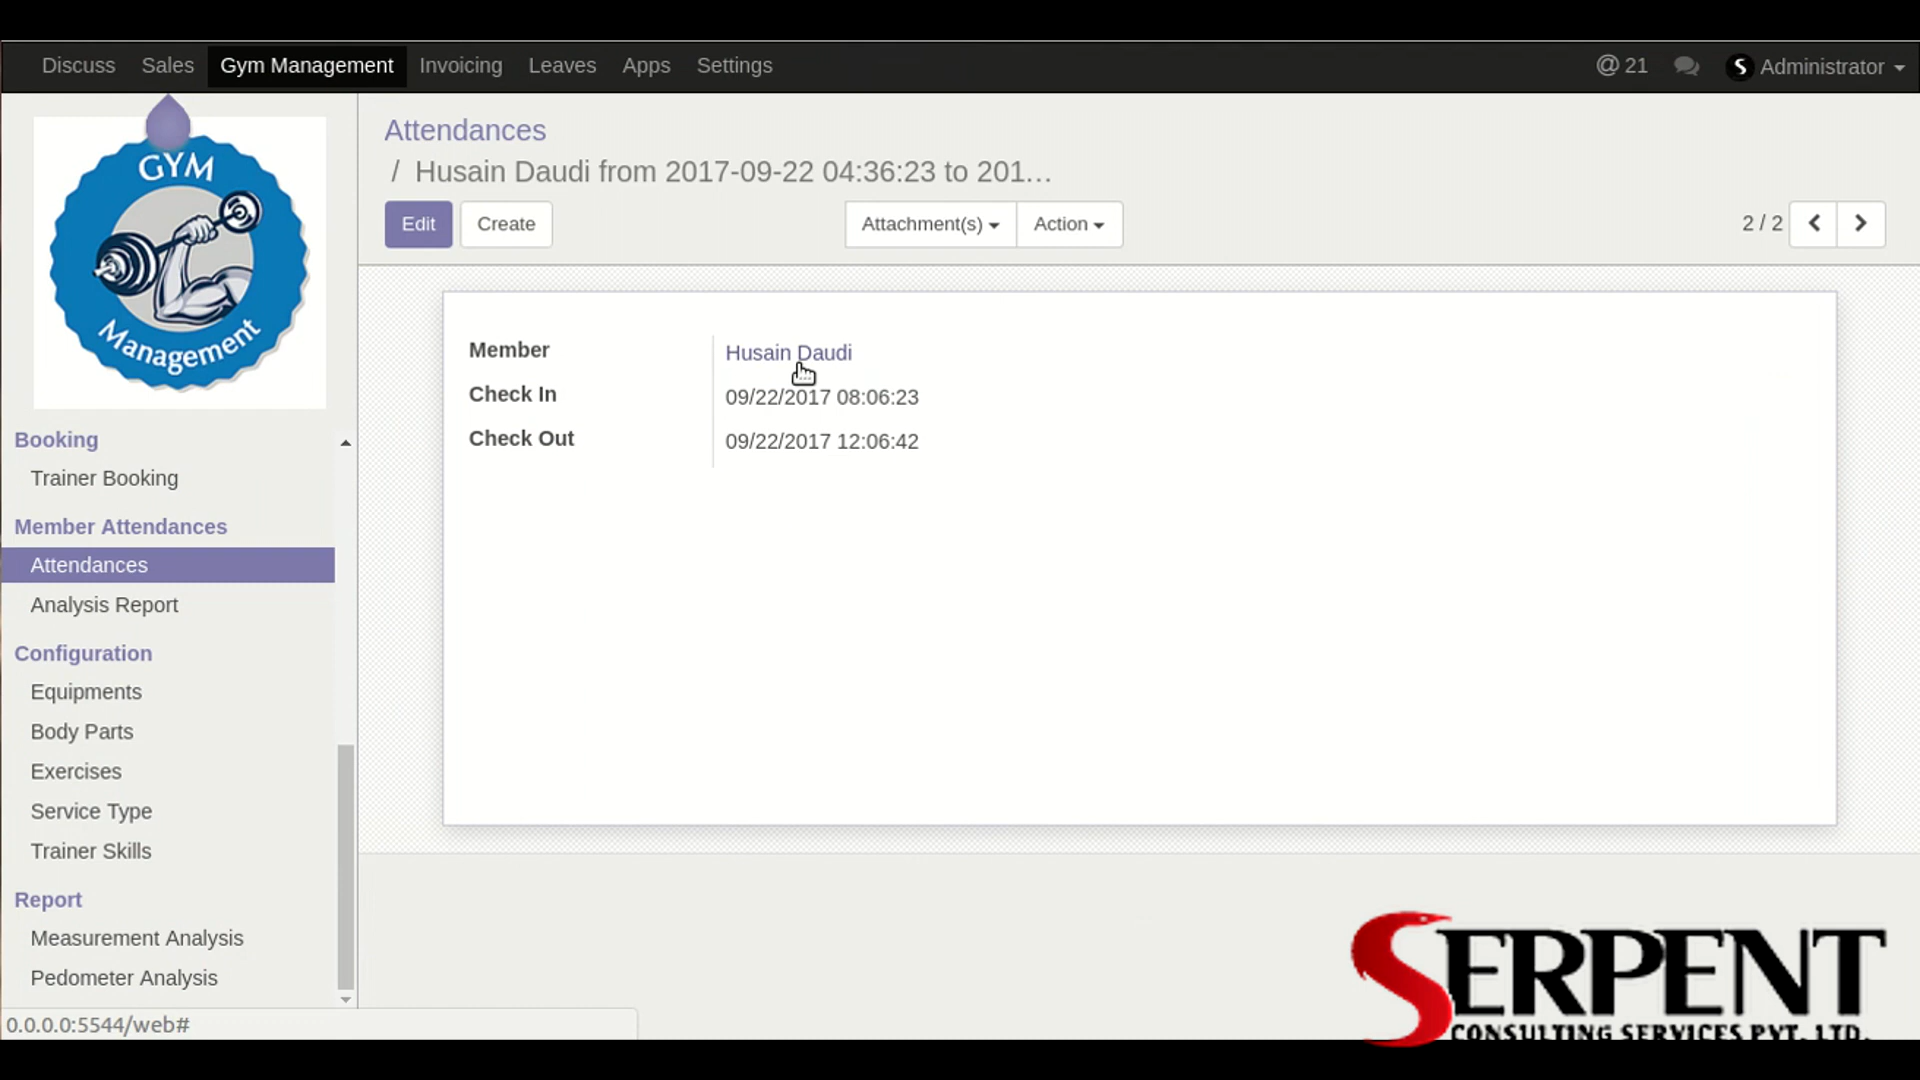 Discuss Sales Gym Management Invoicing Leaves Apps Settings @ 21 Administrator
GYM
Management
Attendances
/ Husain Daudi from 2017-09-22 04:36:23 to 201...
Edit Create Attachment(s) Action 2 / 2
Member Husain Daudi
Check In 09/22/2017 08:06:23
Check Out 09/22/2017 12:06:42
Booking
Trainer Booking
Member Attendances
Attendances
Analysis Report
Configuration
Equipments
Body Parts
Exercises
Service Type
Trainer Skills
Report
Measurement Analysis
Pedometer Analysis
0.0.0.0:5544/web#
SERPENT
CONSULTING SERVICES PVT. LTD.